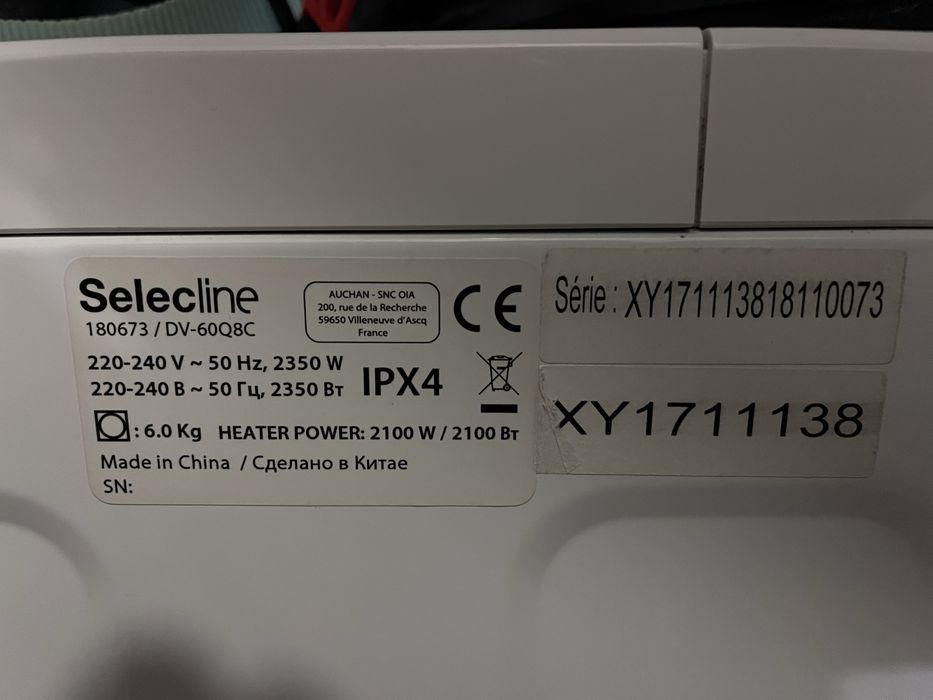 Selecline
180673 / DV-60Q8C
AUCHAN - SNC OIA
200, rue de la Recherche
59650 Villeneuve d'Ascq
France
CE
220-240 V ~ 50 Hz, 2350 W
220-240 В ~ 50 Гц, 2350 Вт
IPX4
: 6.0 Kg HEATER POWER: 2100 W / 2100 Вт
Made in China / Сделано в Китае
SN:
Série : XY171113818110073
XY1711138